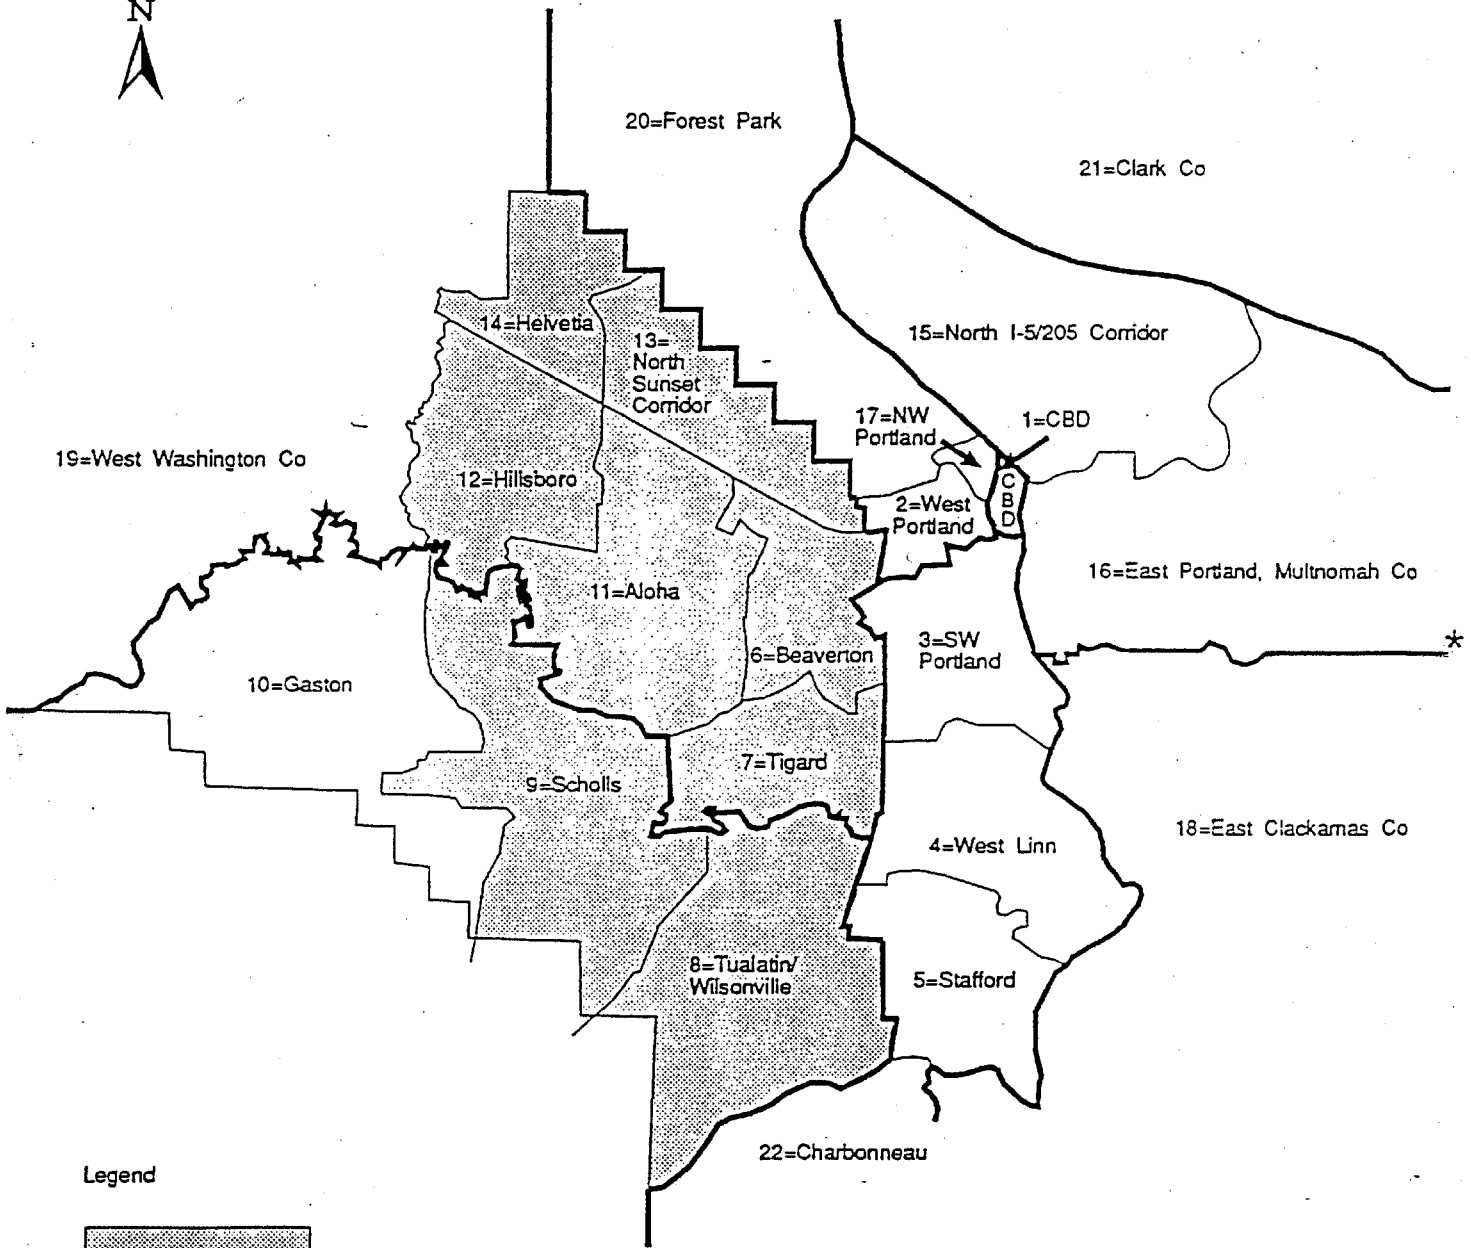 N
20=Forest Park
21=Clark Co
14=Helvetia
13=
North
Sunset
Corridor
15=North I-5/205 Corridor
17=NW
Portland
1=CBD
19=West Washington Co
12=Hillsboro
C
B
D
2=West
Portland
16=East Portland, Multnomah Co
11=Aloha
6=Beaverton
3=SW
Portland
*
10=Gaston
7=Tigard
9=Scholls
18=East Clackamas Co
4=West Linn
8=Tualatin/
Wilsonville
5=Stafford
22=Charbonneau
Legend